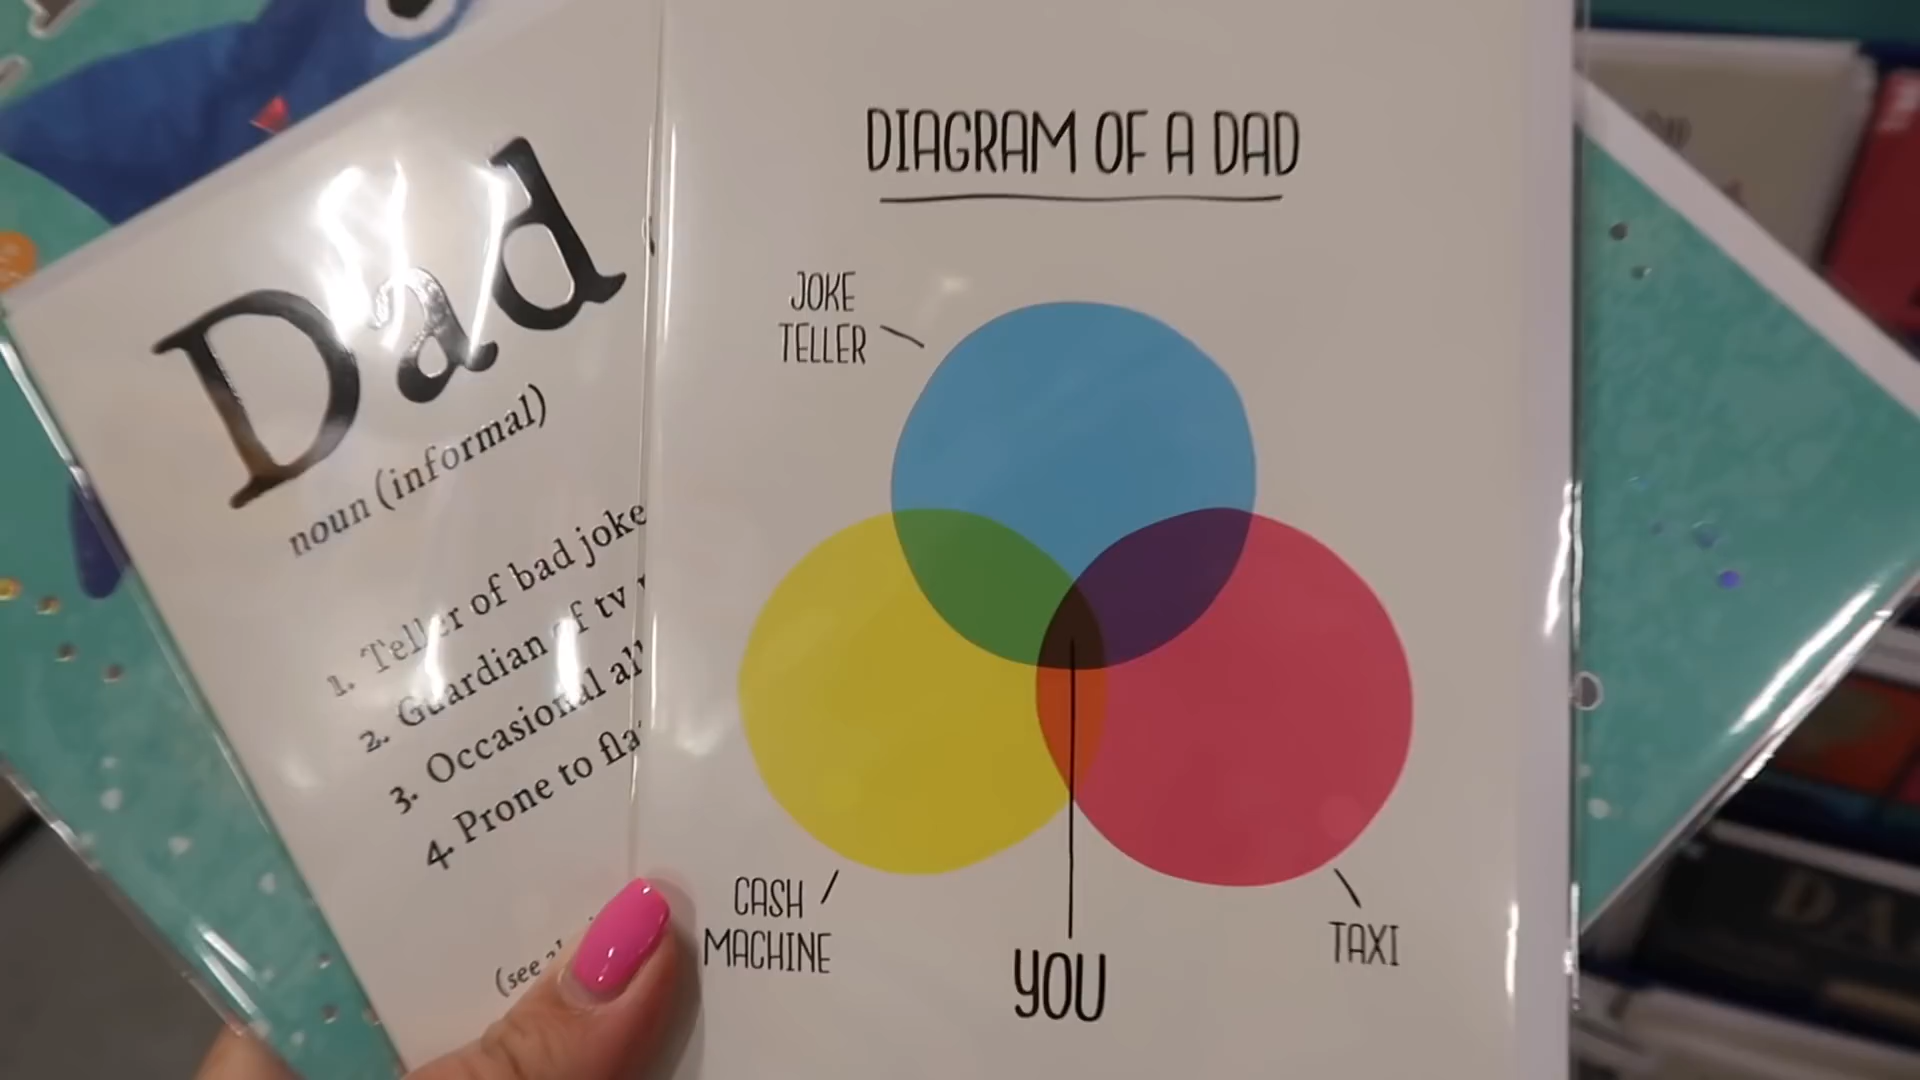 Dad
noun (informal)
1. Teller of bad joke
2. Guardian of tv
3. Occasional
4. Prone to
(see
DIAGRAM OF A DAD
JOKE
TELLER
CASH
MACHINE
YOU
TAXI